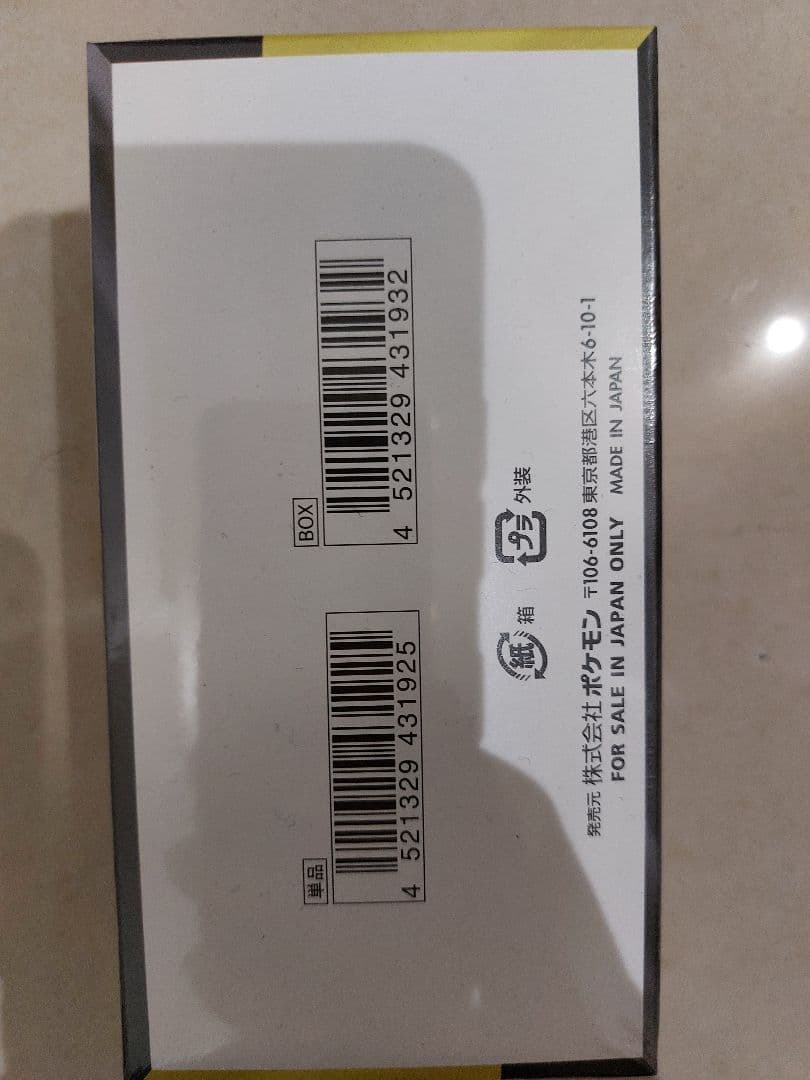 単品
4 521329 431925
BOX
4 521329 431932
紙 箱
プラ 外装
発売元 株式会社 ポケモン 〒106-6108 東京都港区六本木6-10-1
FOR SALE IN JAPAN ONLY MADE IN JAPAN